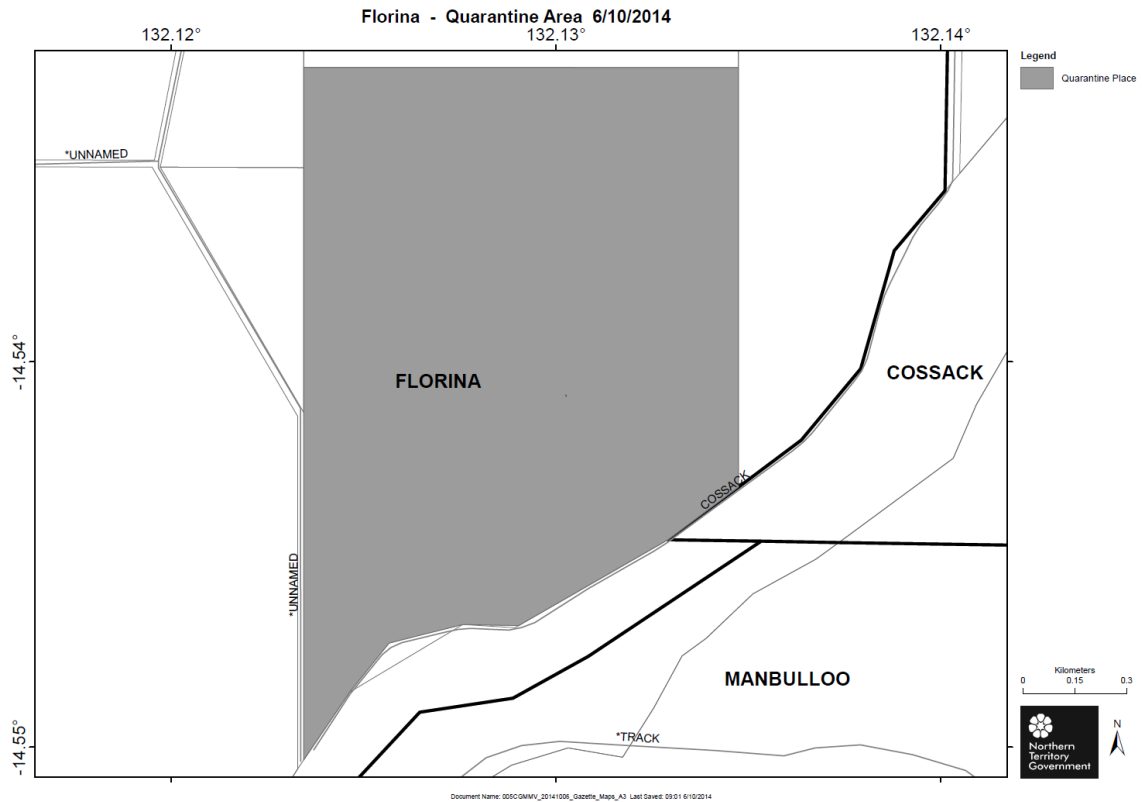 Florina - Quarantine Area 6/10/2014
132.12°
132.13°
132.14°
Legend
Quarantine Place
*UNNAMED
-14.54°
FLORINA
COSSACK
COSSACK
*UNNAMED
MANBULLOO
Kilometers
0 0.15 0.3
*TRACK
-14.55°
N
Northern
Territory
Government
Document Name: 005CGMMV_20141006_Gazette_Maps_A3 Last Saved: 09:01 6/10/2014